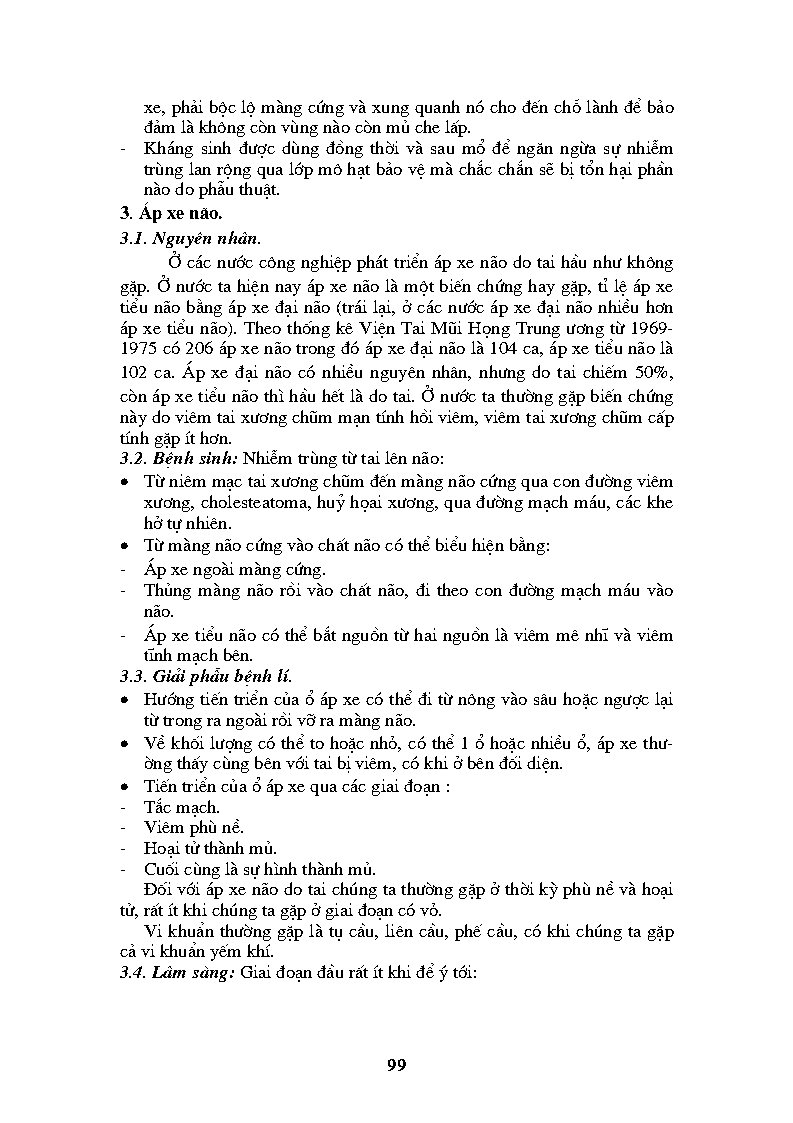 xe, phải bộc lộ màng cứng và xung quanh nó cho đến chỗ lành để bảo
đảm là không còn vùng nào còn mủ che lấp.
- Kháng sinh được dùng đồng thời và sau mổ để ngăn ngừa sự nhiễm
trùng lan rộng qua lớp mô hạt bảo vệ mà chắc chắn sẽ bị tổn hại phần
nào do phẫu thuật.
3. Áp xe não.
3.1. Nguyên nhân.
Ở các nước công nghiệp phát triển áp xe não do tai hầu như không
gặp. Ở nước ta hiện nay áp xe não là một biến chứng hay gặp, tỉ lệ áp xe
tiểu não bằng áp xe đại não (trái lại, ở các nước áp xe đại não nhiều hơn
áp xe tiểu não). Theo thống kê Viện Tai Mũi Họng Trung ương từ 1969-
1975 có 206 áp xe não trong đó áp xe đại não là 104 ca, áp xe tiểu não là
102 ca. Áp xe đại não có nhiều nguyên nhân, nhưng do tai chiếm 50%,
còn áp xe tiểu não thì hầu hết là do tai. Ở nước ta thường gặp biến chứng
này do viêm tai xương chũm mạn tính hồi viêm, viêm tai xương chũm cấp
tính gặp ít hơn.
3.2. Bệnh sinh: Nhiễm trùng từ tai lên não:
• Từ niêm mạc tai xương chũm đến màng não cứng qua con đường viêm
xương, cholesteatoma, huỷ họai xương, qua đường mạch máu, các khe
hở tự nhiên.
• Từ màng não cứng vào chất não có thể biểu hiện bằng:
- Áp xe ngoài màng cứng.
- Thủng màng não rồi vào chất não, đi theo con đường mạch máu vào
não.
- Áp xe tiểu não có thể bắt nguồn từ hai nguồn là viêm mê nhĩ và viêm
tĩnh mạch bên.
3.3. Giải phẫu bệnh lí.
• Hướng tiến triển của ổ áp xe có thể đi từ nông vào sâu hoặc ngược lại
từ trong ra ngoài rồi vỡ ra màng não.
• Về khối lượng có thể to hoặc nhỏ, có thể 1 ổ hoặc nhiều ổ, áp xe thư-
ờng thấy cùng bên với tai bị viêm, có khi ở bên đối diện.
• Tiến triển của ổ áp xe qua các giai đoạn :
- Tắc mạch.
- Viêm phù nề.
- Hoại tử thành mủ.
- Cuối cùng là sự hình thành mủ.
Đối với áp xe não do tai chúng ta thường gặp ở thời kỳ phù nề và hoại
tử, rất ít khi chúng ta gặp ở giai đoạn có vỏ.
Vi khuẩn thường gặp là tụ cầu, liên cầu, phế cầu, có khi chúng ta gặp
cả vi khuẩn yếm khí.
3.4. Lâm sàng: Giai đoạn đầu rất ít khi để ý tới:
99